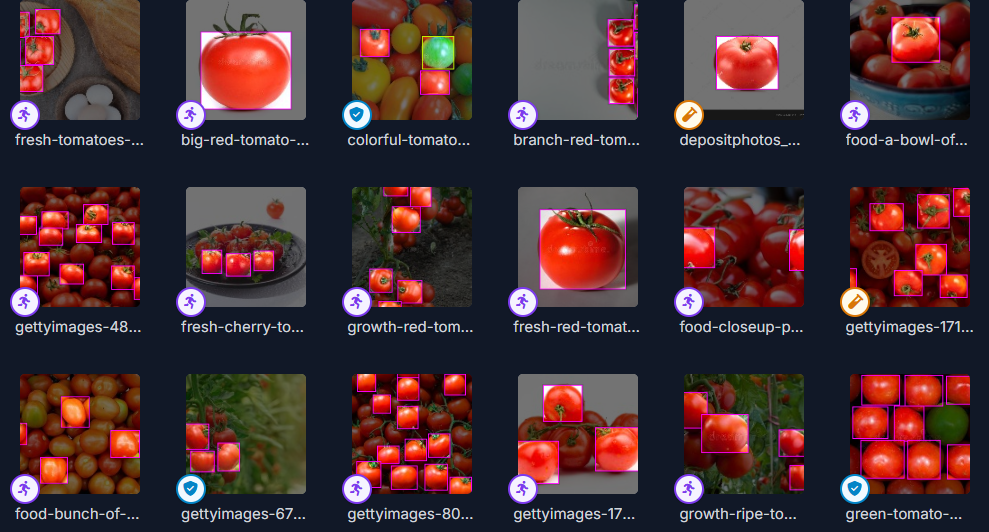 fresh-tomatoes-...
big-red-tomato-...
colorful-tomato...
branch-red-tom...
depositphotos_...
food-a-bowl-of...
gettyimages-48...
fresh-cherry-to...
growth-red-tom...
fresh-red-tomat...
food-closeup-p...
gettyimages-171...
food-bunch-of-...
gettyimages-67...
gettyimages-80...
gettyimages-17...
growth-ripe-to...
green-tomato-...